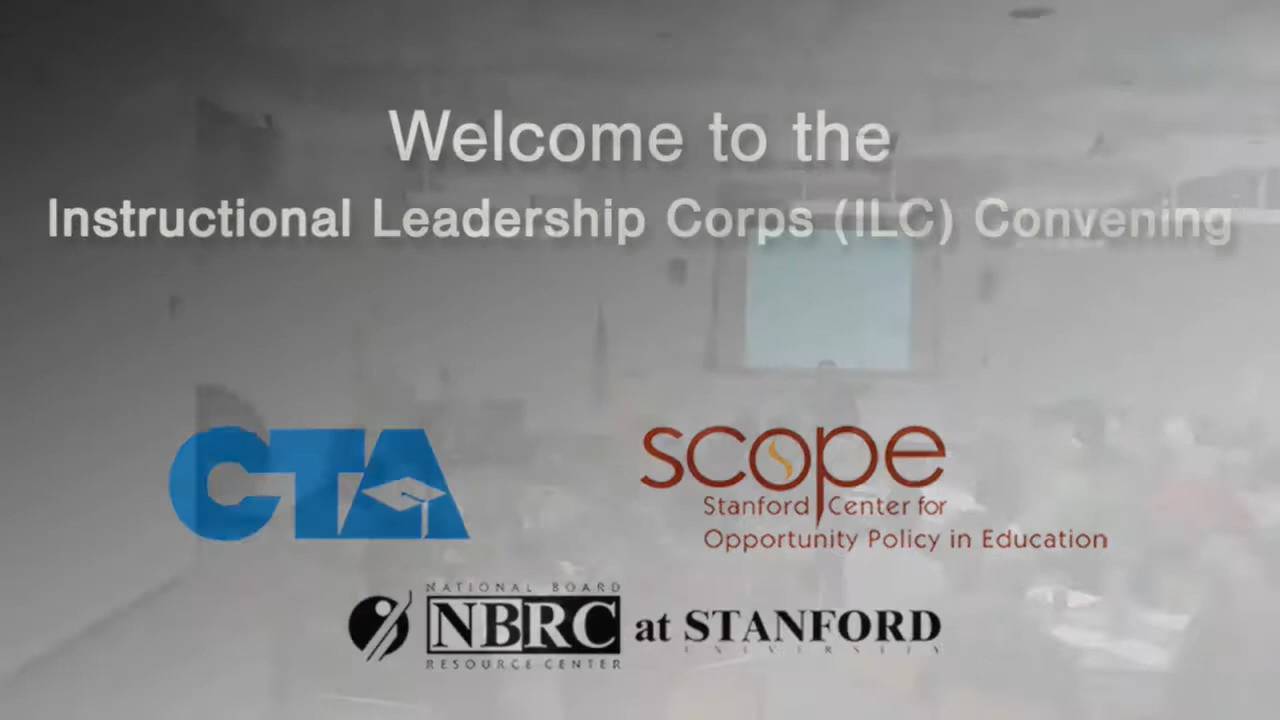 Welcome to the
Instructional Leadership Corps (ILC) Convening
CTA
scope
Stanford Center for
Opportunity Policy in Education
NATIONAL BOARD
NBRC at STANFORD
UNIVERSITY
RESOURCE CENTER